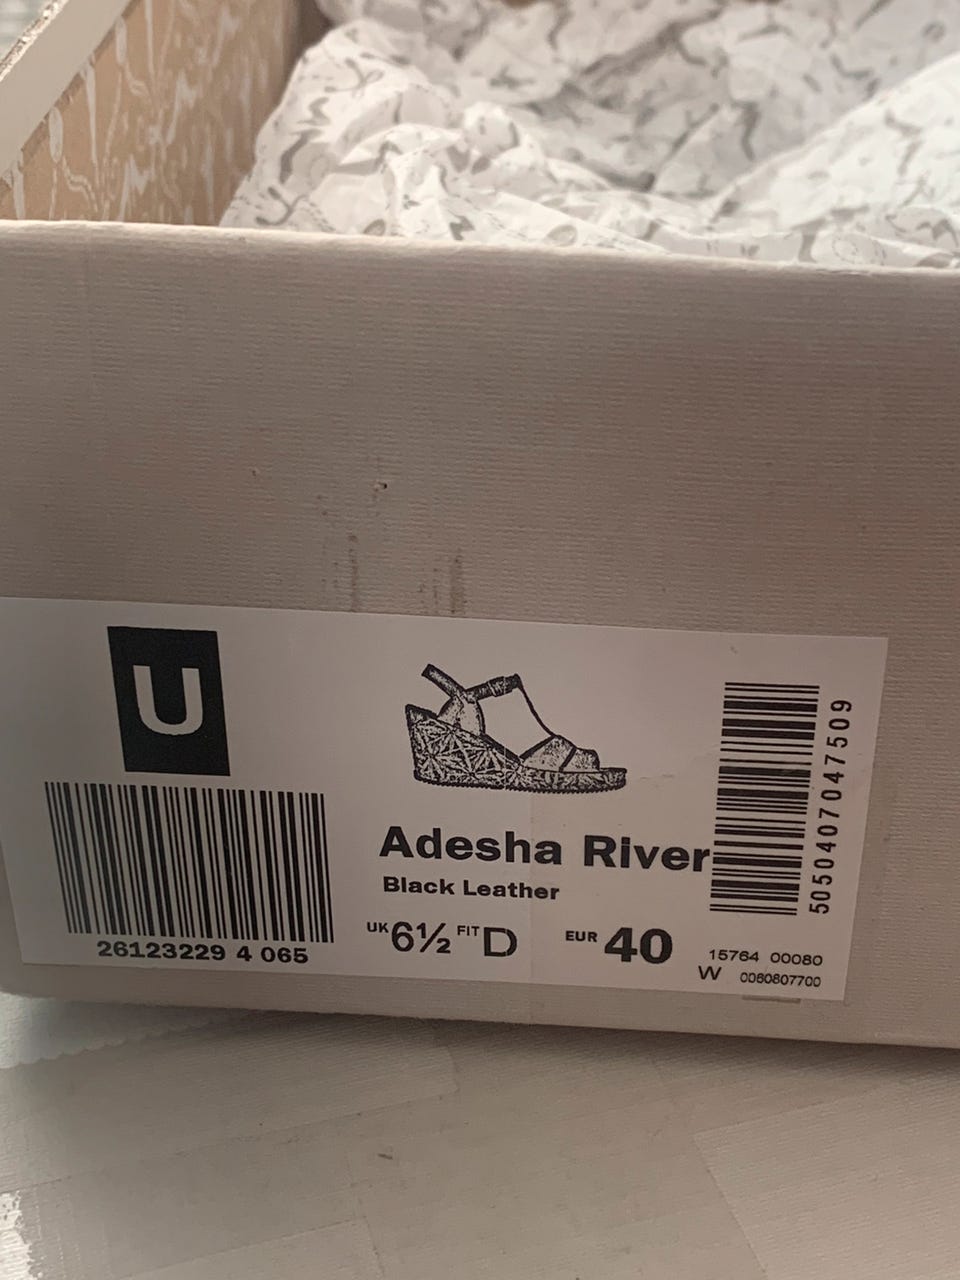 U
26123229 4 065
Adesha River
Black Leather
UK 6½ FIT D EUR 40
5050407047509
15764 00080
W 0080807700